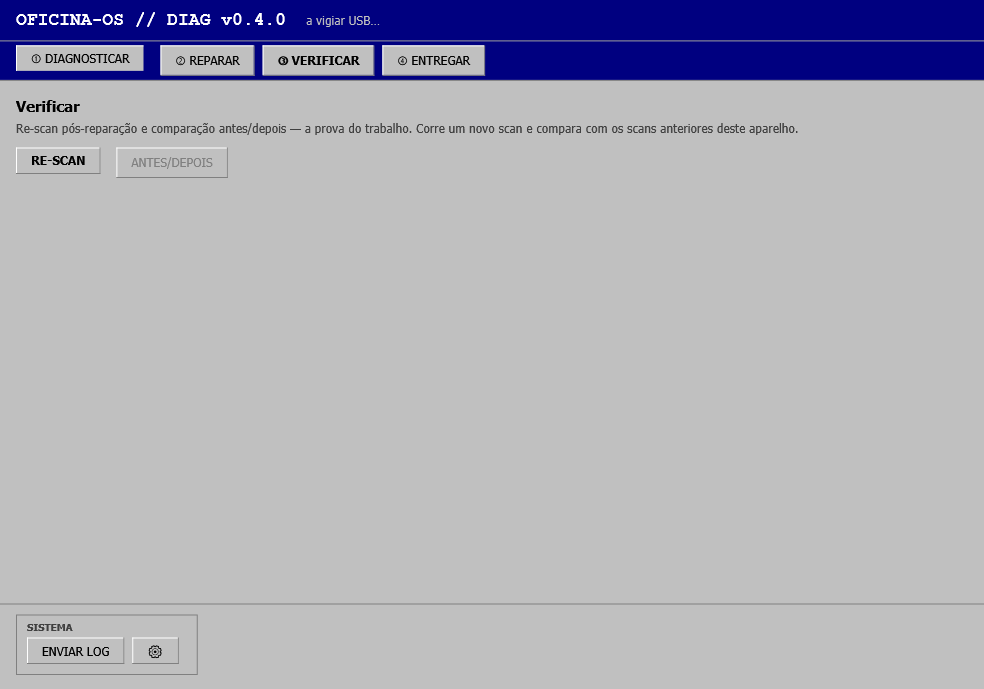 OFICINA-OS // DIAG v0.4.0 a vigiar USB...
① DIAGNOSTICAR ② REPARAR ③ VERIFICAR ④ ENTREGAR
Verificar
Re-scan pós-reparação e comparação antes/depois — a prova do trabalho. Corre um novo scan e compara com os scans anteriores deste aparelho.
RE-SCAN ANTES/DEPOIS
SISTEMA
ENVIAR LOG